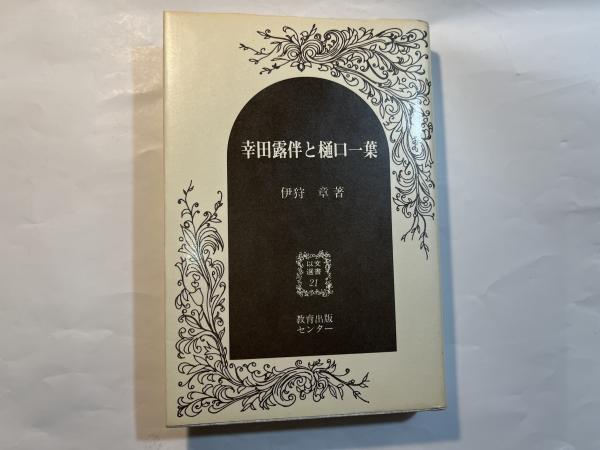 幸田露伴と樋口一葉
伊狩 章 著
以文
選書
21
教育出版
センター